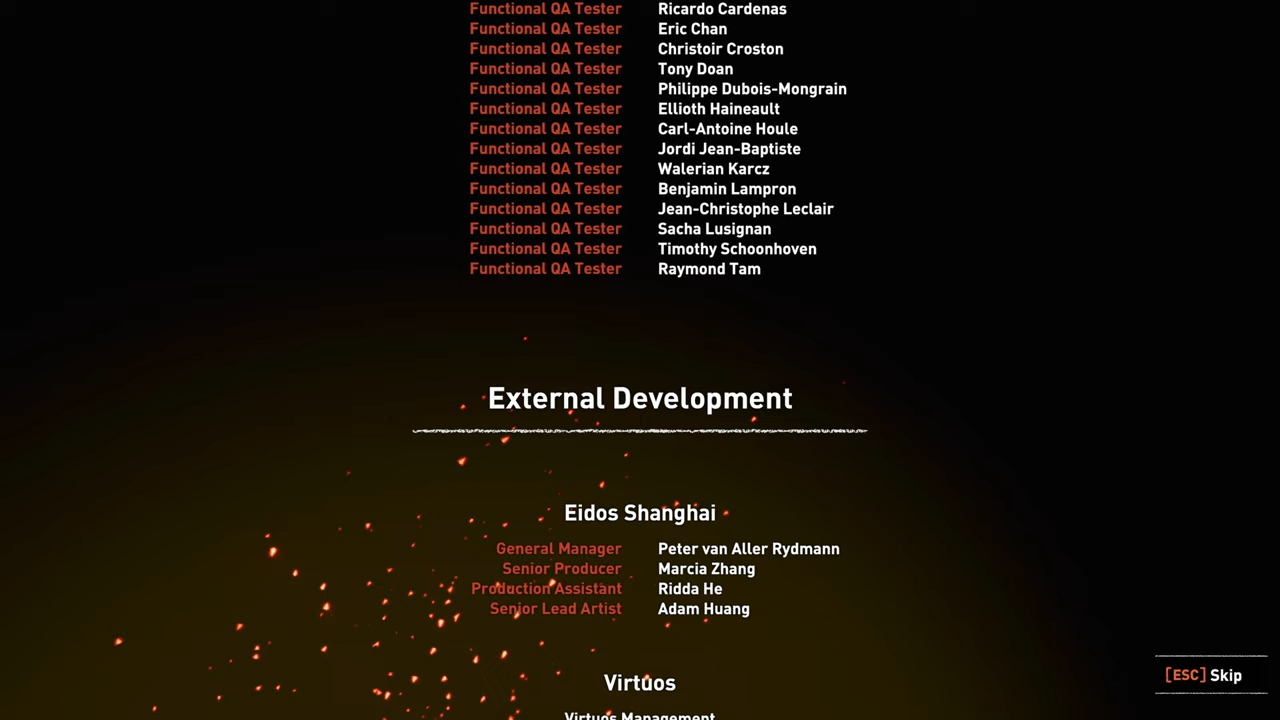 Functional QA Tester Ricardo Cardenas
Functional QA Tester Eric Chan
Functional QA Tester Christoir Croston
Functional QA Tester Tony Doan
Functional QA Tester Philippe Dubois-Mongrain
Functional QA Tester Ellioth Haineault
Functional QA Tester Carl-Antoine Houle
Functional QA Tester Jordi Jean-Baptiste
Functional QA Tester Walerian Karcz
Functional QA Tester Benjamin Lampron
Functional QA Tester Jean-Christophe Leclair
Functional QA Tester Sacha Lusignan
Functional QA Tester Timothy Schoonhoven
Functional QA Tester Raymond Tam
External Development
Eidos Shanghai
General Manager Peter van Aller Rydmann
Senior Producer Marcia Zhang
Production Assistant Ridda He
Senior Lead Artist Adam Huang
[ESC] Skip
Virtuos
Virtuos Management